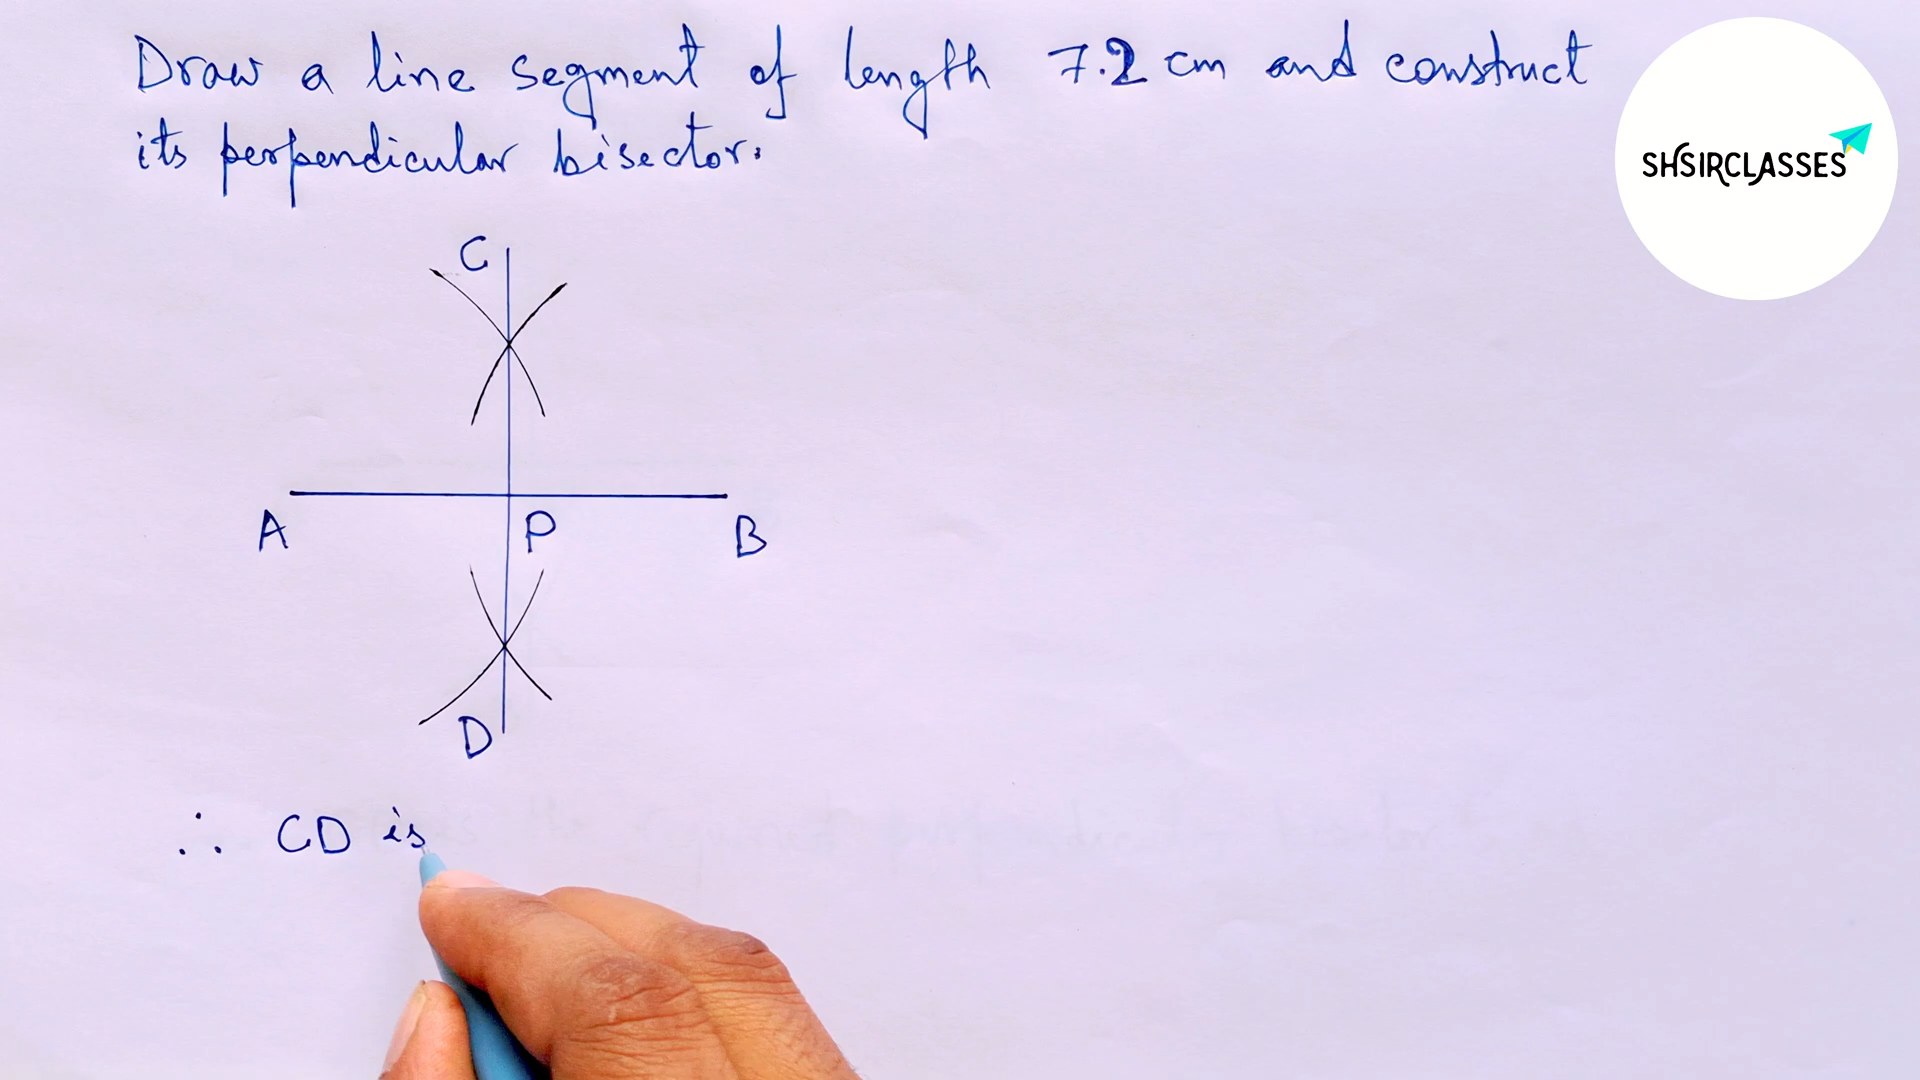 Draw a line segment of length 7.2 cm and construct
its perpendicular bisector.
SHSIRCLASSES
C
A P B
D
∴ CD is